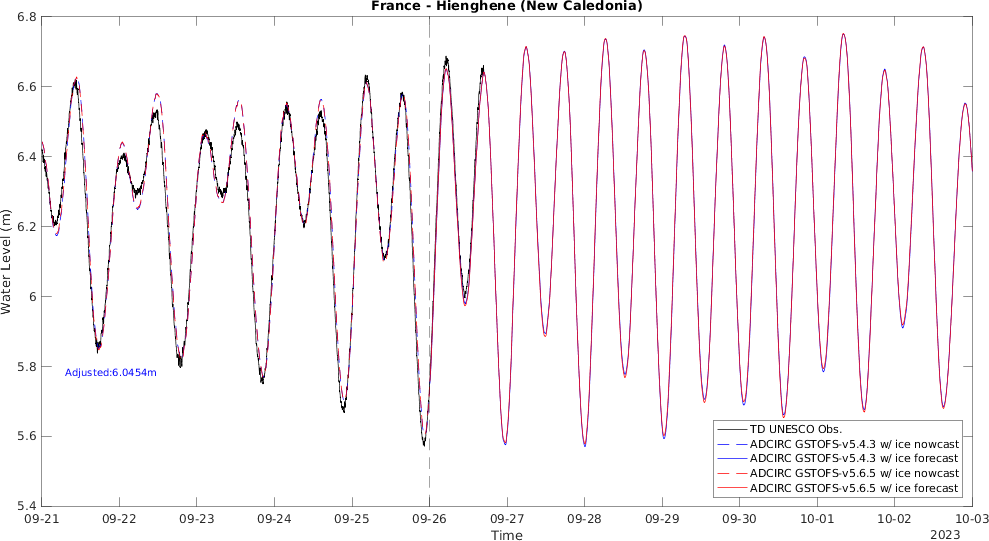 France - Hienghene (New Caledonia)
6.8
6.6
6.4
6.2
6
5.8
5.6
5.4
Water Level (m)
Adjusted:6.0454m
TD UNESCO Obs.
ADCIRC GSTOFS-v5.4.3 w/ ice nowcast
ADCIRC GSTOFS-v5.4.3 w/ ice forecast
ADCIRC GSTOFS-v5.6.5 w/ ice nowcast
ADCIRC GSTOFS-v5.6.5 w/ ice forecast
09-21 09-22 09-23 09-24 09-25 09-26 09-27 09-28 09-29 09-30 10-01 10-02 10-03
Time
2023